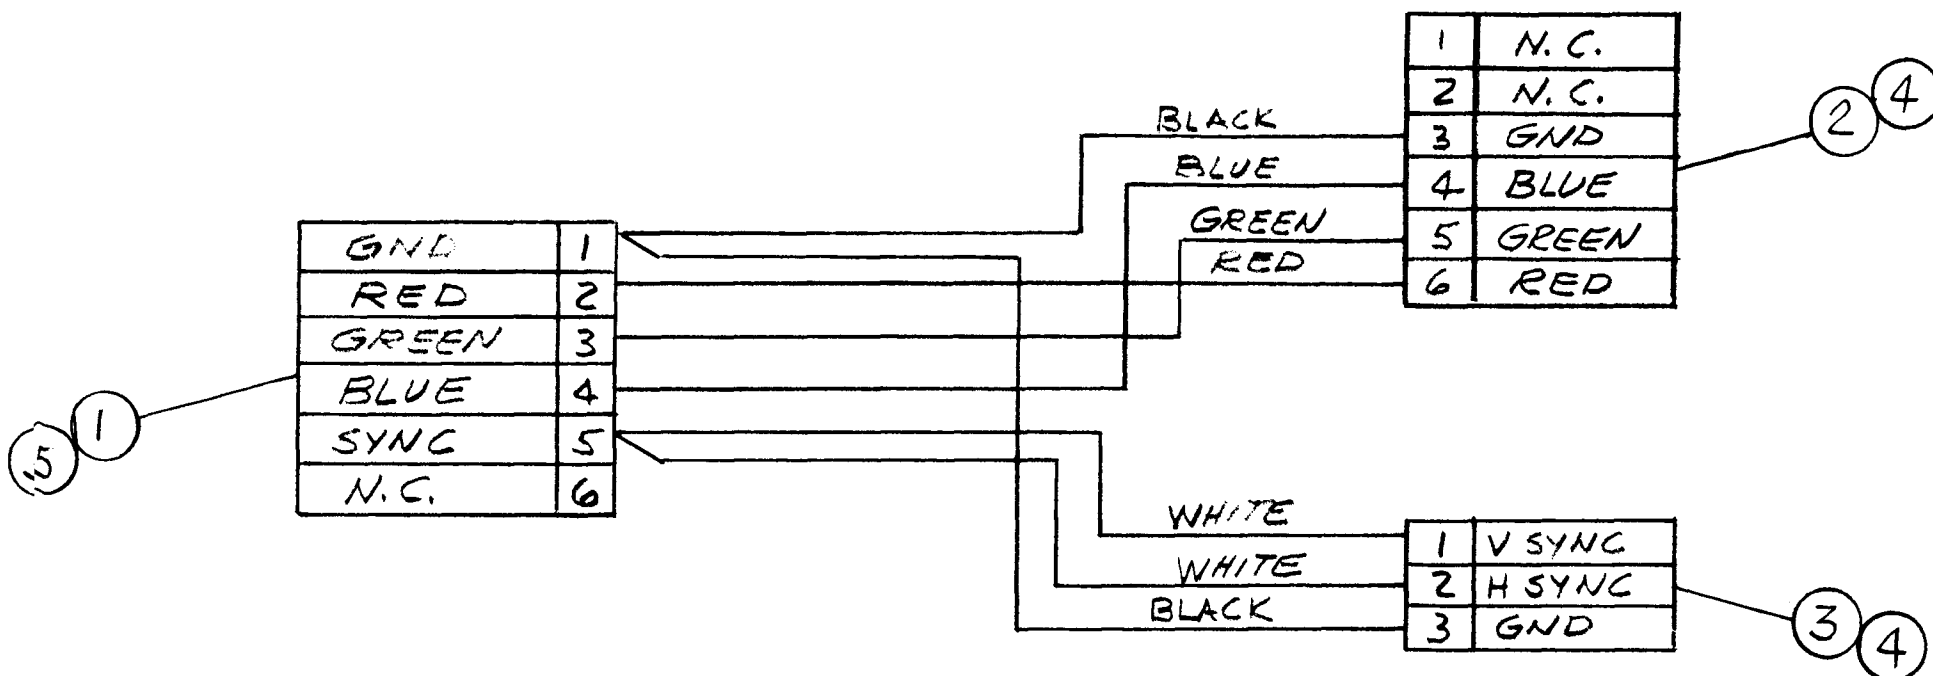 1 N. C.
2 N. C.
3 GND
4 BLUE
5 GREEN
6 RED
2 4
BLACK
BLUE
GREEN
RED
GND 1
RED 2
GREEN 3
BLUE 4
SYNC 5
N. C. 6
5 1
WHITE
WHITE
BLACK
1 V SYNC
2 H SYNC
3 GND
3 4